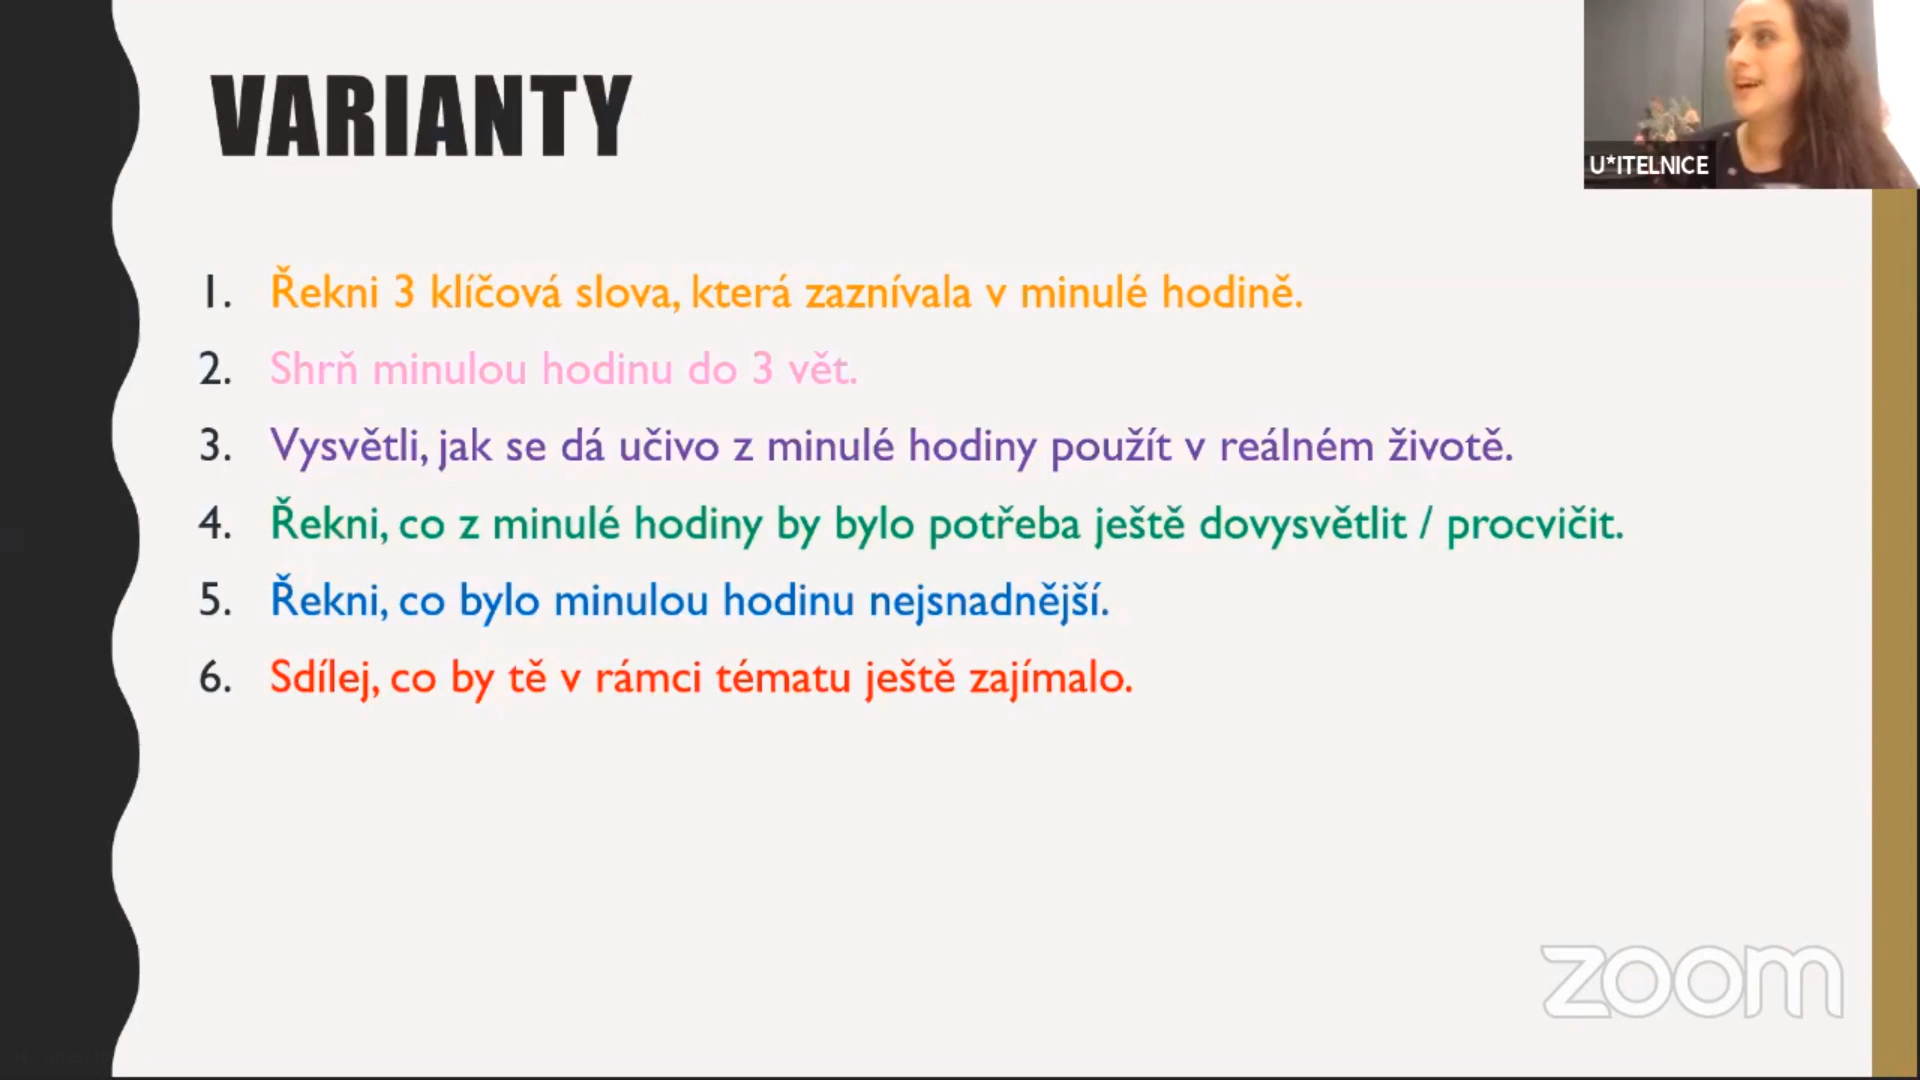 VARIANTY
U*ITELNICE
1. Řekni 3 klíčová slova, která zaznívala v minulé hodině.
2. Shrň minulou hodinu do 3 vět.
3. Vysvětli, jak se dá učivo z minulé hodiny použít v reálném životě.
4. Řekni, co z minulé hodiny by bylo potřeba ještě dovysvětlit / procvičit.
5. Řekni, co bylo minulou hodinu nejsnadnější.
6. Sdílej, co by tě v rámci tématu ještě zajímalo.
zoom